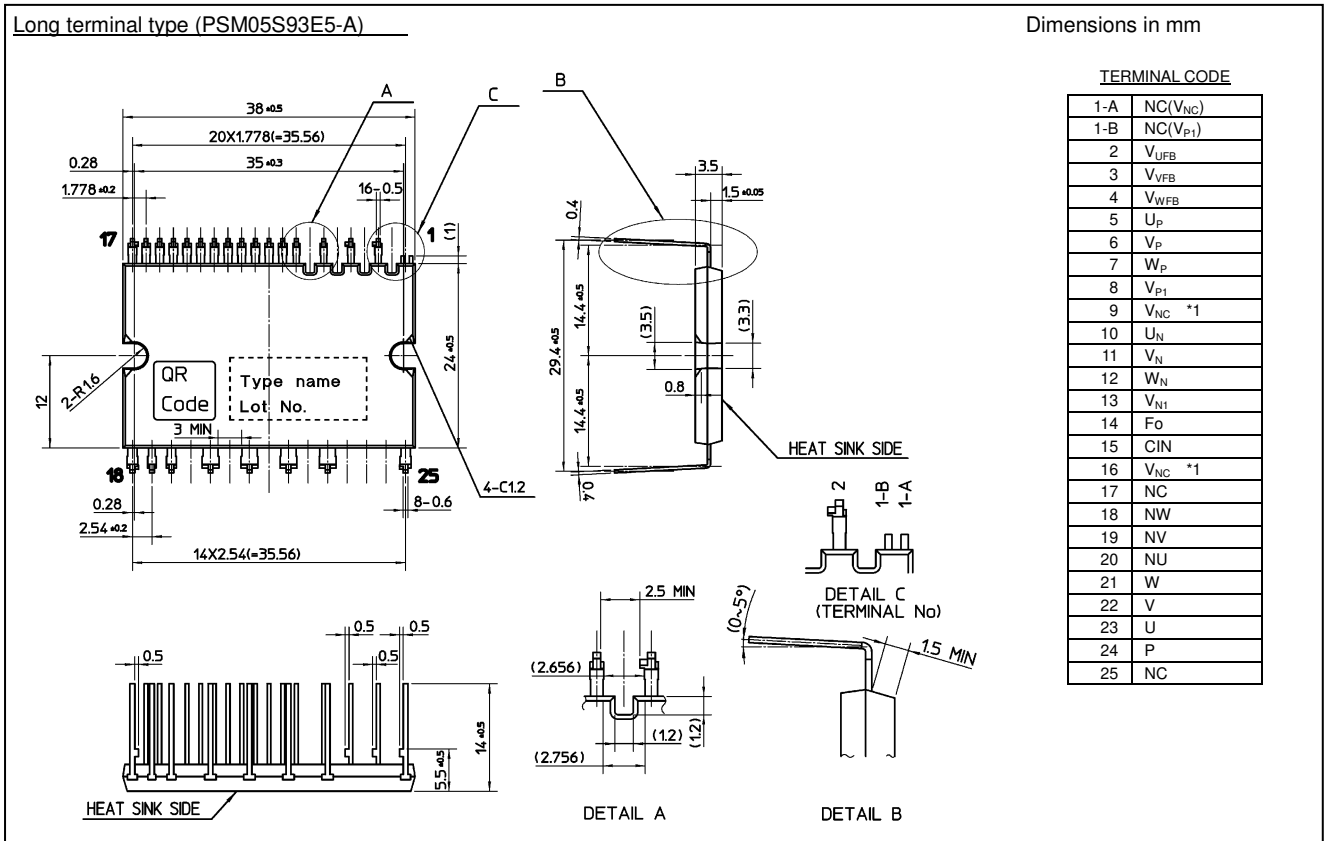 Long terminal type (PSM05S93E5-A)
Dimensions in mm
A
C
B
38 ±0.5
20X1.778(=35.56)
0.28
35 ±0.3
1.778 ±0.2
16-0.5
17
1
(1)
24 ±0.5
12
2-R1.6
QR
Code
Type name
Lot No.
3 MIN
18
25
4-C1.2
0.28
8-0.6
2.54 ±0.2
14X2.54(=35.56)
3.5
1.5 ±0.05
0.4
29.4 ±0.5
14.4 ±0.5
14.4 ±0.5
(3.5)
(3.3)
0.8
0.4
HEAT SINK SIDE
2
1-B
1-A
DETAIL C
(TERMINAL No)
0.5
0.5
0.5
0.5
14 ±0.5
5.5 ±0.5
HEAT SINK SIDE
2.5 MIN
(2.656)
(1.2)
(1.2)
(2.756)
DETAIL A
(0~5°)
1.5 MIN
DETAIL B
TERMINAL CODE
1-A NC(VNC)
1-B NC(VP1)
2 VUFB
3 VVFB
4 VWFB
5 UP
6 VP
7 WP
8 VP1
9 VNC *1
10 UN
11 VN
12 WN
13 VN1
14 Fo
15 CIN
16 VNC *1
17 NC
18 NW
19 NV
20 NU
21 W
22 V
23 U
24 P
25 NC